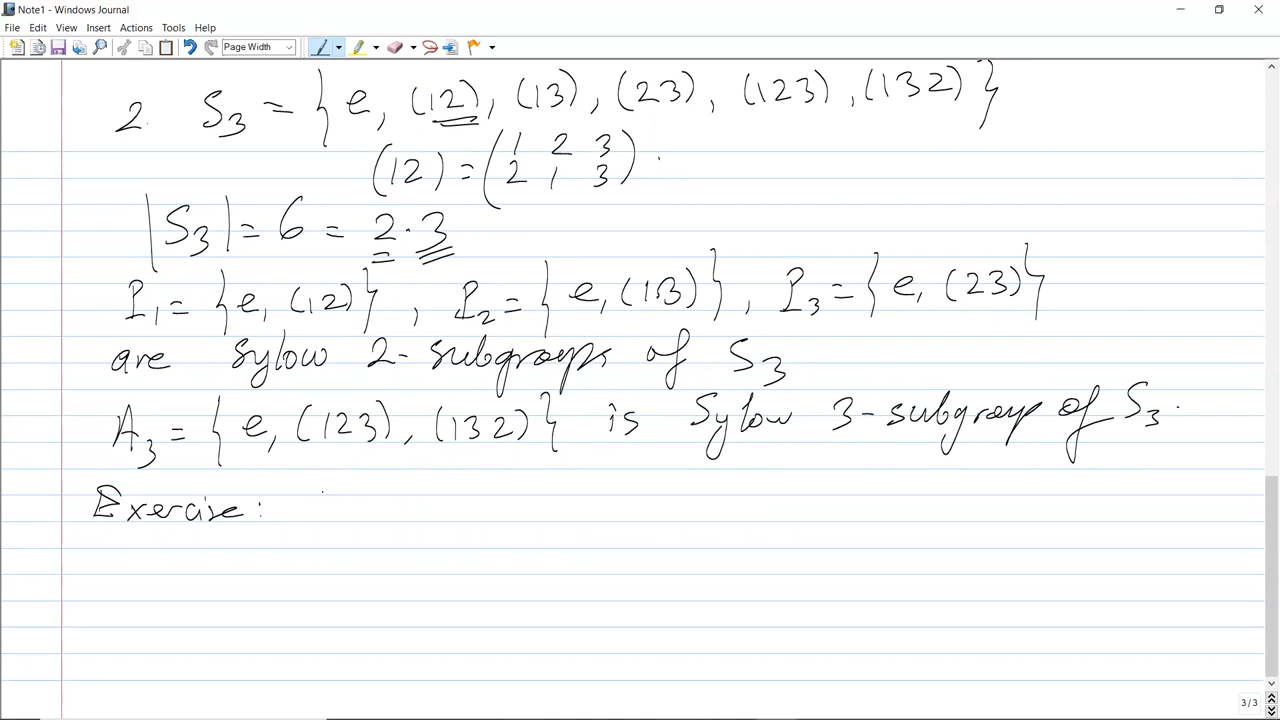 Note1 - Windows Journal
File Edit View Insert Actions Tools Help
Page Width
2. S₃ = {e, (12), (13), (23), (123), (132)}
(12) = (1 2 3
2 1 3).
|S₃| = 6 = 2·3
P₁ = {e, (12)}, P₂ = {e, (13)}, P₃ = {e, (23)}
are Sylow 2-subgroups of S₃
A₃ = {e, (123), (132)} is Sylow 3-subgroup of S₃.
Exercise:
3/3